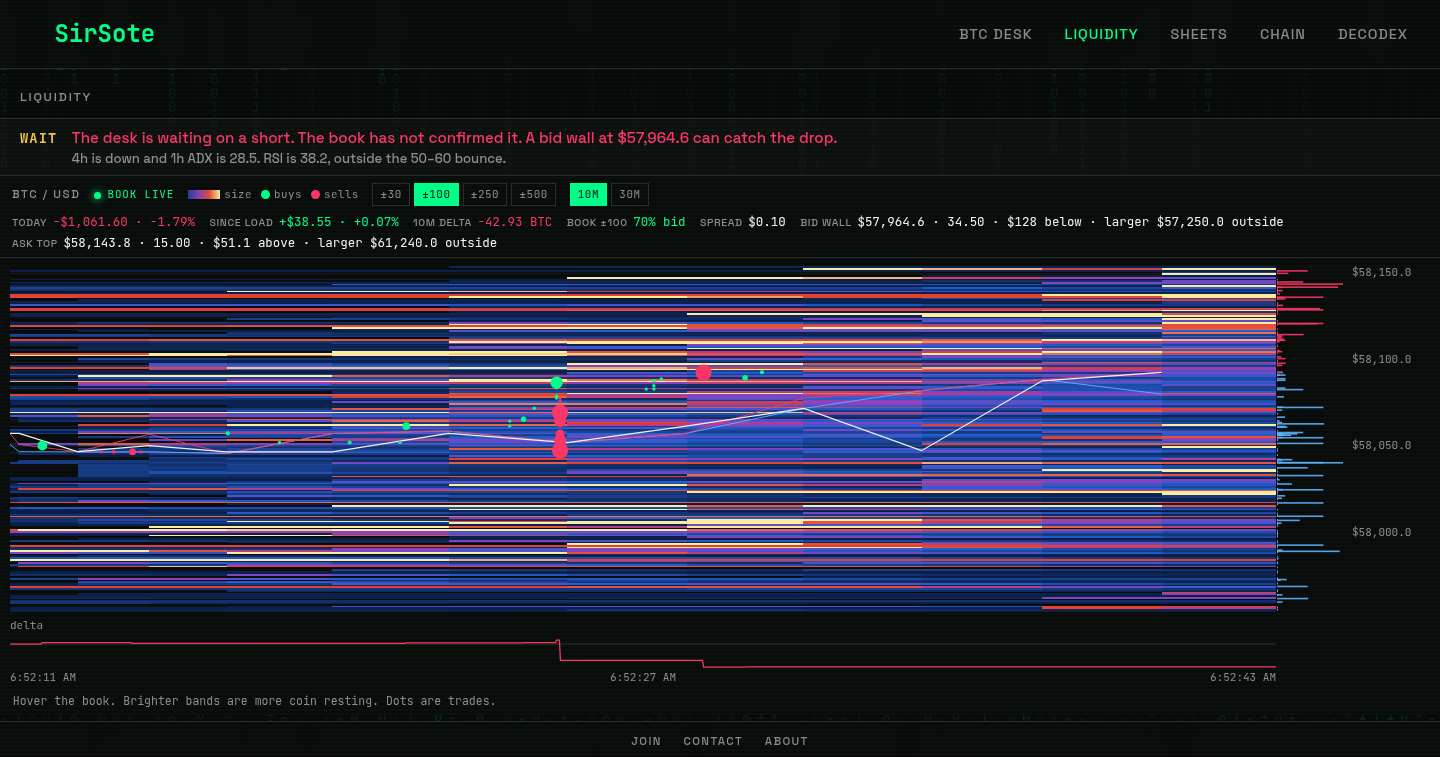 SirSote
BTC DESK LIQUIDITY SHEETS CHAIN DECODEX
LIQUIDITY
WAIT The desk is waiting on a short. The book has not confirmed it. A bid wall at $57,964.6 can catch the drop.
4h is down and 1h ADX is 28.5. RSI is 38.2, outside the 50–60 bounce.
BTC / USD BOOK LIVE size buys sells ±30 ±100 ±250 ±500 10M 30M
TODAY -$1,061.60 · -1.79% SINCE LOAD +$38.55 · +0.07% 10M DELTA -42.93 BTC BOOK ±100 70% bid SPREAD $0.10 BID WALL $57,964.6 · 34.50 · $128 below · larger $57,250.0 outside
ASK TOP $58,143.8 · 15.00 · $51.1 above · larger $61,240.0 outside
$58,150.0
$58,100.0
$58,050.0
$58,000.0
delta
6:52:11 AM 6:52:27 AM 6:52:43 AM
Hover the book. Brighter bands are more coin resting. Dots are trades.
JOIN CONTACT ABOUT